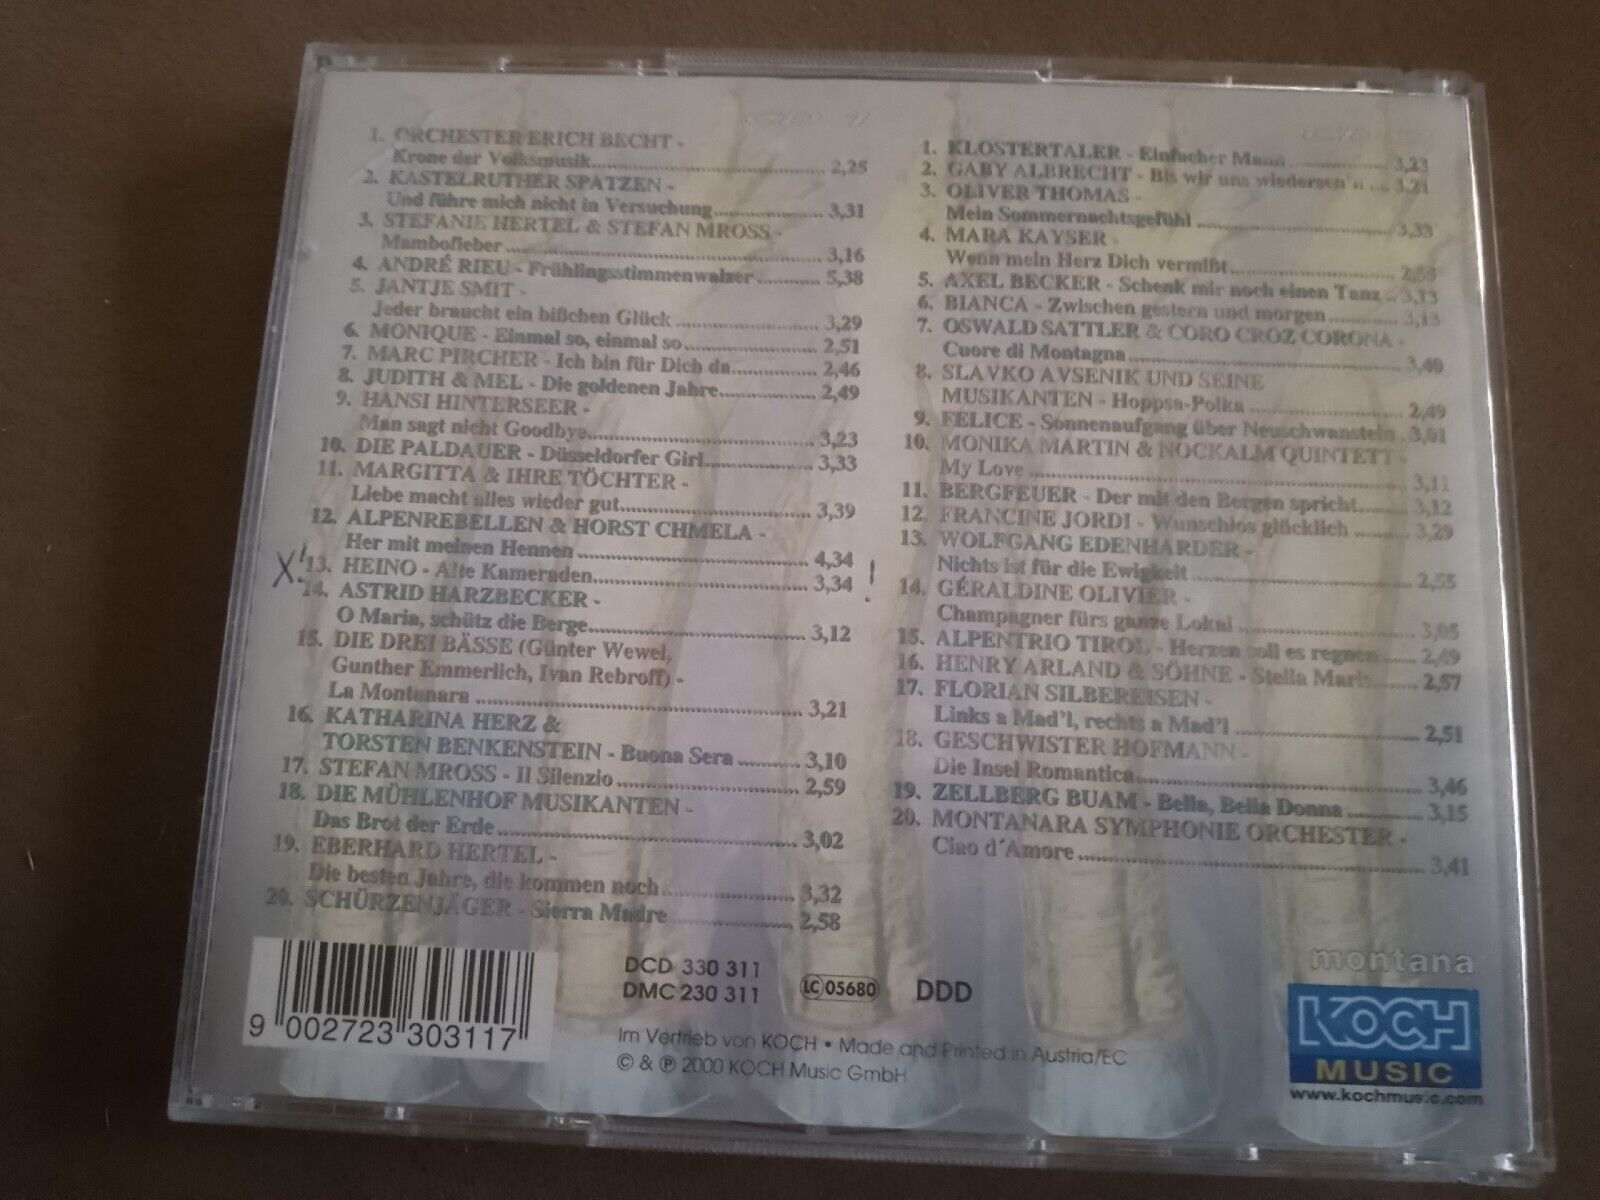 CD 1
1. ORCHESTER ERICH BECHT -
Krone der Volksmusik 2,25
2. KASTELRUTHER SPATZEN -
Und führe mich nicht in Versuchung 3,31
3. STEFANIE HERTEL & STEFAN MROSS -
Mambofieber 3,16
4. ANDRÉ RIEU - Frühlingsstimmenwalzer 5,38
5. JANTJE SMIT -
Jeder braucht ein bißchen Glück 3,29
6. MONIQUE - Einmal so, einmal so 2,51
7. MARC PIRCHER - Ich bin für Dich da 2,46
8. JUDITH & MEL - Die goldenen Jahre 2,49
9. HANSI HINTERSEER -
Man sagt nicht Goodbye 3,23
10. DIE PALDAUER - Düsseldorfer Girl 3,33
11. MARGITTA & IHRE TÖCHTER -
Liebe macht alles wieder gut 3,39
12. ALPENREBELLEN & HORST CHMELA -
Her mit meinen Hennen 4,34
X! 13. HEINO - Alte Kameraden 3,34 !
14. ASTRID HARZBECKER -
O Maria, schütz die Berge 3,12
15. DIE DREI BÄSSE (Günter Wewel,
Gunther Emmerlich, Ivan Rebroff) -
La Montanara 3,21
16. KATHARINA HERZ &
TORSTEN BENKENSTEIN - Buona Sera 3,10
17. STEFAN MROSS - Il Silenzio 2,59
18. DIE MÜHLENHOF MUSIKANTEN -
Das Brot der Erde 3,02
19. EBERHARD HERTEL -
Die besten Jahre, die kommen noch 3,32
20. SCHÜRZENJÄGER - Sierra Madre 2,58
1. KLOSTERTALER - Einfacher Mann 3,23
2. GABY ALBRECHT - Bis wir uns wiederseh'n 3,21
3. OLIVER THOMAS -
Mein Sommernachtsgefühl 3,33
4. MARA KAYSER -
Wenn mein Herz Dich vermißt 2,58
5. AXEL BECKER - Schenk mir noch einen Tanz 3,13
6. BIANCA - Zwischen gestern und morgen 3,13
7. OSWALD SATTLER & CORO CROZ CORONA -
Cuore di Montagna 3,40
8. SLAVKO AVSENIK UND SEINE
MUSIKANTEN - Hoppsa-Polka 2,49
9. FELICE - Sonnenaufgang über Neuschwanstein 3,01
10. MONIKA MARTIN & NOCKALM QUINTETT -
My Love 3,11
11. BERGFEUER - Der mit den Bergen spricht 3,12
12. FRANCINE JORDI - Wunschlos glücklich 3,29
13. WOLFGANG EDENHARDER -
Nichts ist für die Ewigkeit 2,55
14. GÉRALDINE OLIVIER -
Champagner fürs ganze Lokal 3,05
15. ALPENTRIO TIROL - Herzen soll es regnen 2,49
16. HENRY ARLAND & SÖHNE - Stella Maris 2,57
17. FLORIAN SILBEREISEN -
Links a Mad'l, rechts a Mad'l 2,51
18. GESCHWISTER HOFMANN -
Die Insel Romantica 3,46
19. ZELLBERG BUAM - Bella, Bella Donna 3,15
20. MONTANARA SYMPHONIE ORCHESTER -
Ciao d´Amore 3,41
9 002723 303117
DCD 330 311
DMC 230 311
LC 05680
DDD
Im Vertrieb von KOCH • Made and Printed in Austria/EC
© & ℗ 2000 KOCH Music GmbH
montana
KOCH
MUSIC
www.kochmusic.com